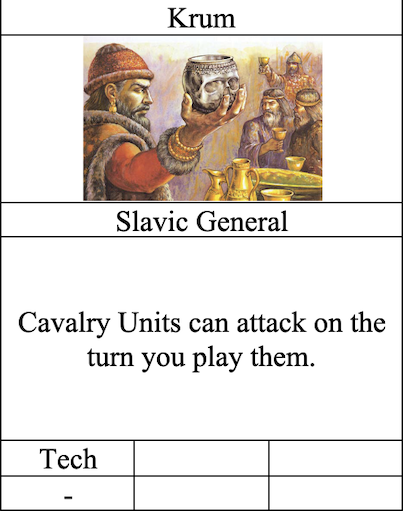 Krum
Slavic General
Cavalry Units can attack on the
turn you play them.
Tech
-